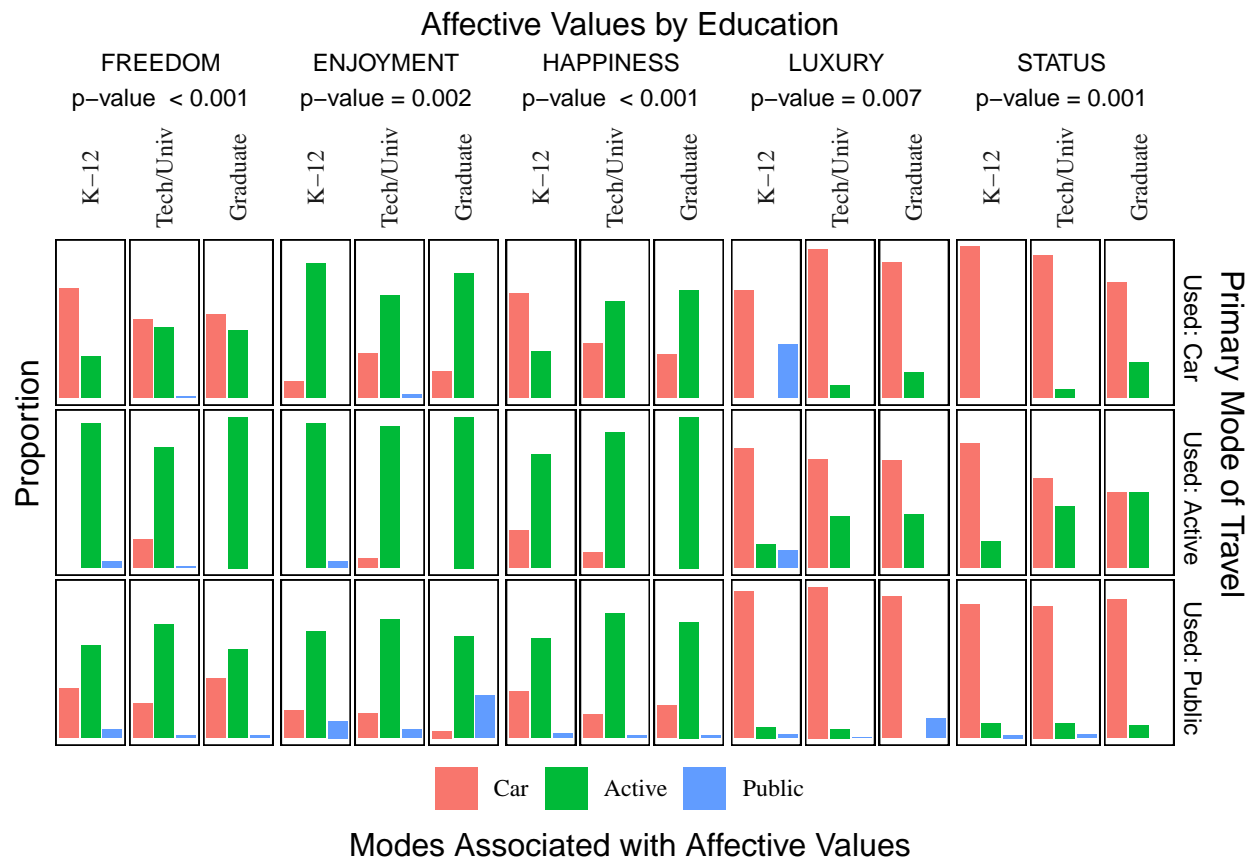 Affective Values by Education
FREEDOM ENJOYMENT HAPPINESS LUXURY STATUS
p−value < 0.001 p−value = 0.002 p−value < 0.001 p−value = 0.007 p−value = 0.001
K−12 Tech/Univ Graduate K−12 Tech/Univ Graduate K−12 Tech/Univ Graduate K−12 Tech/Univ Graduate K−12 Tech/Univ Graduate
Proportion
Used: Car
Used: Active
Used: Public
Primary Mode of Travel
Car Active Public
Modes Associated with Affective Values